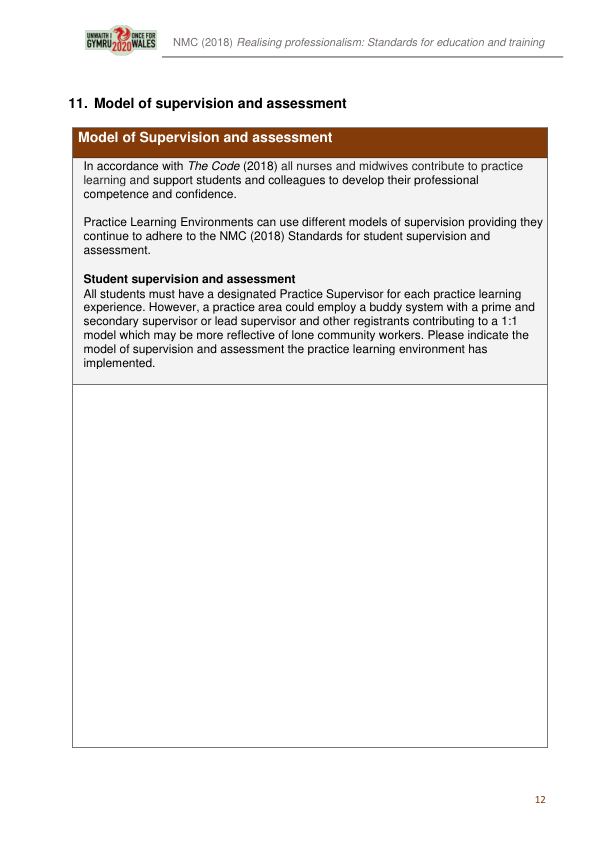 UNWAITH I ONCE FOR
GYMRU 2020 WALES
NMC (2018) Realising professionalism: Standards for education and training
11. Model of supervision and assessment
Model of Supervision and assessment
In accordance with The Code (2018) all nurses and midwives contribute to practice
learning and support students and colleagues to develop their professional
competence and confidence.
Practice Learning Environments can use different models of supervision providing they
continue to adhere to the NMC (2018) Standards for student supervision and
assessment.
Student supervision and assessment
All students must have a designated Practice Supervisor for each practice learning
experience. However, a practice area could employ a buddy system with a prime and
secondary supervisor or lead supervisor and other registrants contributing to a 1:1
model which may be more reflective of lone community workers. Please indicate the
model of supervision and assessment the practice learning environment has
implemented.
12